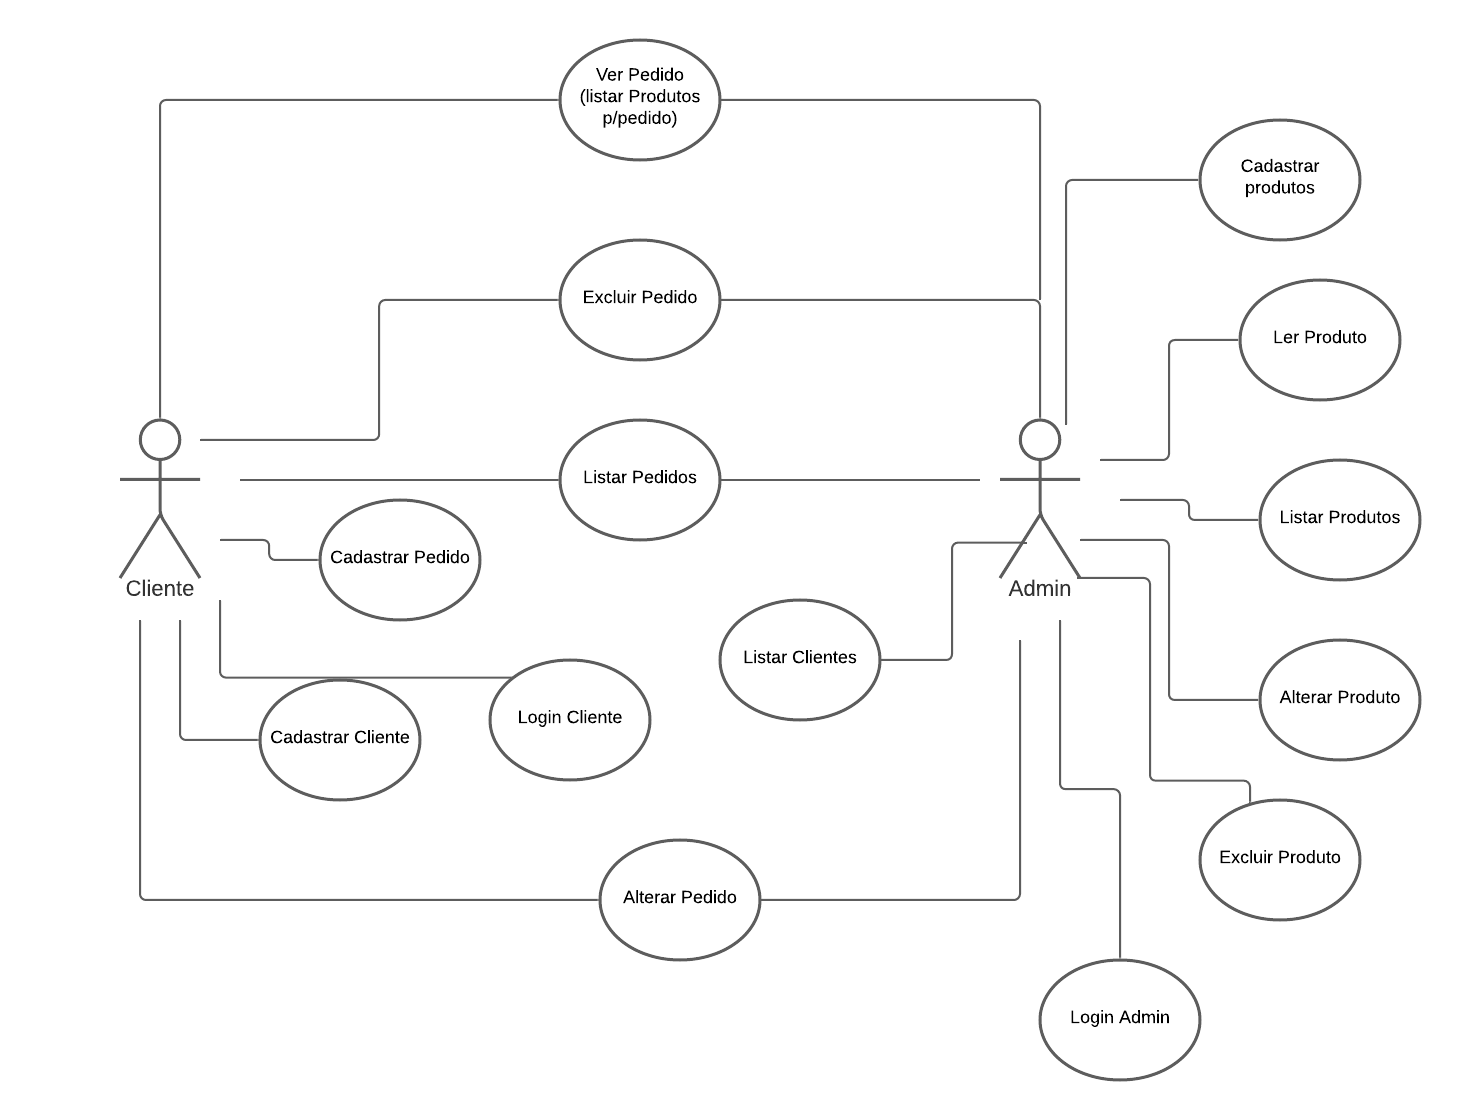 Ver Pedido
(listar Produtos
p/pedido)
Cadastrar
produtos
Excluir Pedido
Ler Produto
Listar Pedidos
Listar Produtos
Cadastrar Pedido
Cliente
Admin
Listar Clientes
Alterar Produto
Login Cliente
Cadastrar Cliente
Excluir Produto
Alterar Pedido
Login Admin